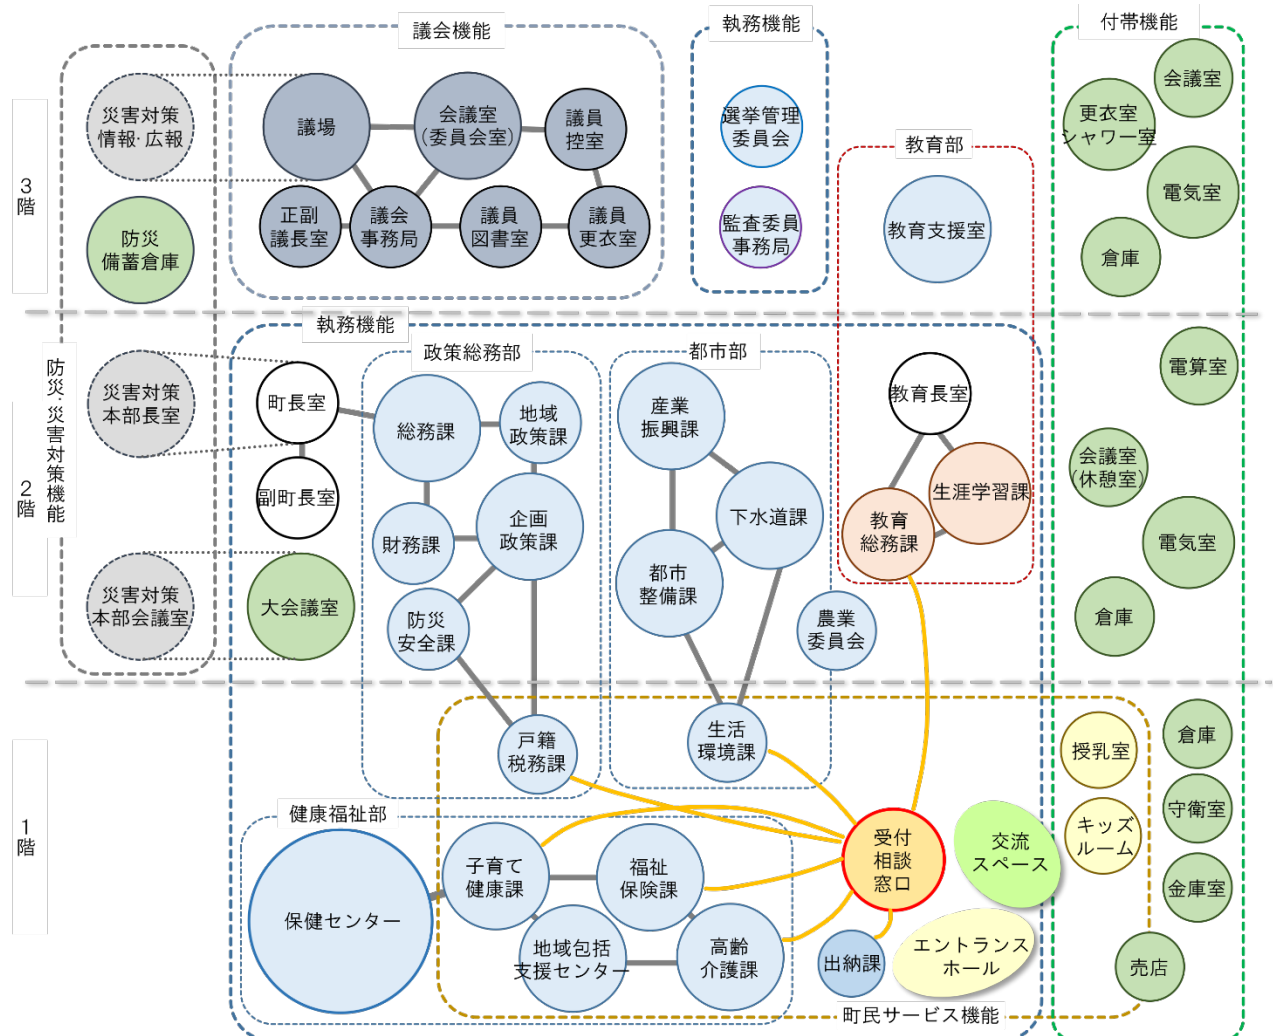 議会機能
執務機能
付帯機能
3
階
災害対策
情報・広報
防災
備蓄倉庫
議場
会議室
(委員会室)
議員
控室
正副
議長室
議会
事務局
議員
図書室
議員
更衣室
選挙管理
委員会
監査委員
事務局
教育部
教育支援室
会議室
更衣室
シャワー室
電気室
倉庫
防災・災害対策機能
2
階
災害対策
本部長室
災害対策
本部会議室
執務機能
町長室
副町長室
大会議室
政策総務部
総務課
地域
政策課
財務課
企画
政策課
防災
安全課
都市部
産業
振興課
下水道課
都市
整備課
農業
委員会
教育長室
生涯学習課
教育
総務課
電算室
会議室
(休憩室)
電気室
倉庫
1
階
戸籍
税務課
生活
環境課
健康福祉部
保健センター
子育て
健康課
福祉
保険課
地域包括
支援センター
高齢
介護課
受付
相談
窓口
出納課
交流
スペース
エントランス
ホール
授乳室
キッズ
ルーム
倉庫
守衛室
金庫室
売店
町民サービス機能